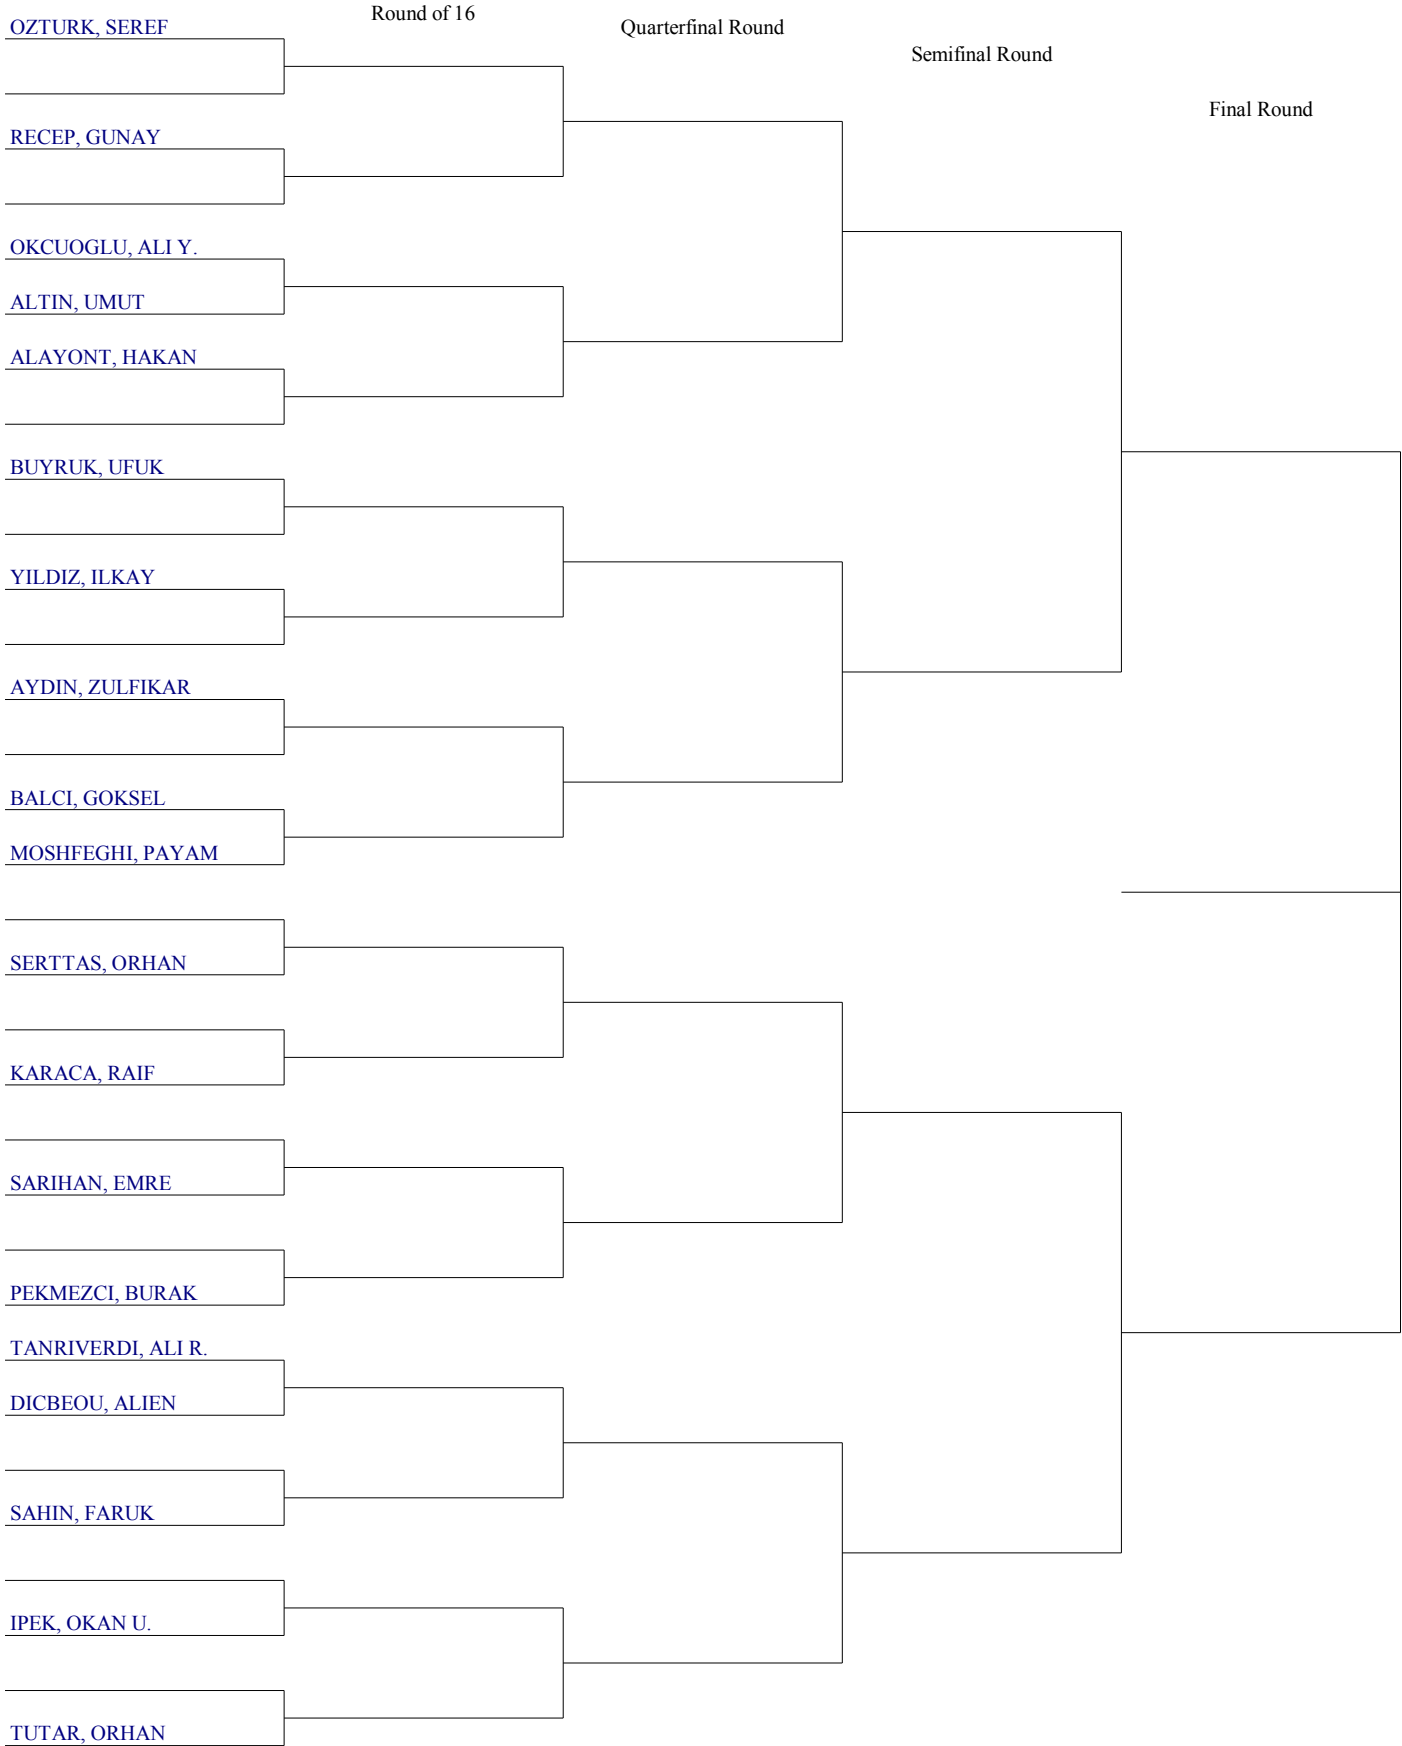 Round of 16
OZTURK, SEREF
Quarterfinal Round
Semifinal Round
Final Round
RECEP, GUNAY
OKCUOGLU, ALI Y.
ALTIN, UMUT
ALAYONT, HAKAN
BUYRUK, UFUK
YILDIZ, ILKAY
AYDIN, ZULFIKAR
BALCI, GOKSEL
MOSHFEGHI, PAYAM
SERTTAS, ORHAN
KARACA, RAIF
SARIHAN, EMRE
PEKMEZCI, BURAK
TANRIVERDI, ALI R.
DICBEOU, ALIEN
SAHIN, FARUK
IPEK, OKAN U.
TUTAR, ORHAN